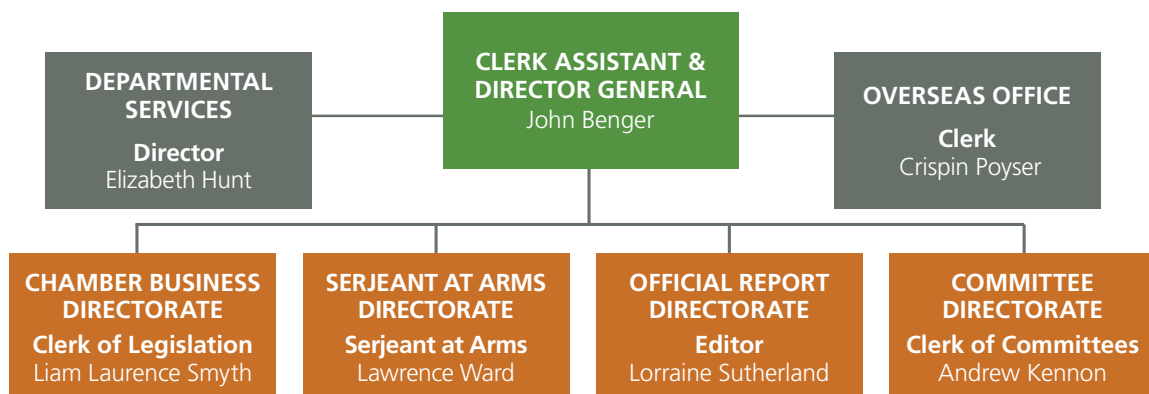 CLERK ASSISTANT &
DIRECTOR GENERAL
John Benger
DEPARTMENTAL
SERVICES
Director
Elizabeth Hunt
OVERSEAS OFFICE
Clerk
Crispin Poyser
CHAMBER BUSINESS
DIRECTORATE
Clerk of Legislation
Liam Laurence Smyth
SERJEANT AT ARMS
DIRECTORATE
Serjeant at Arms
Lawrence Ward
OFFICIAL REPORT
DIRECTORATE
Editor
Lorraine Sutherland
COMMITTEE
DIRECTORATE
Clerk of Committees
Andrew Kennon